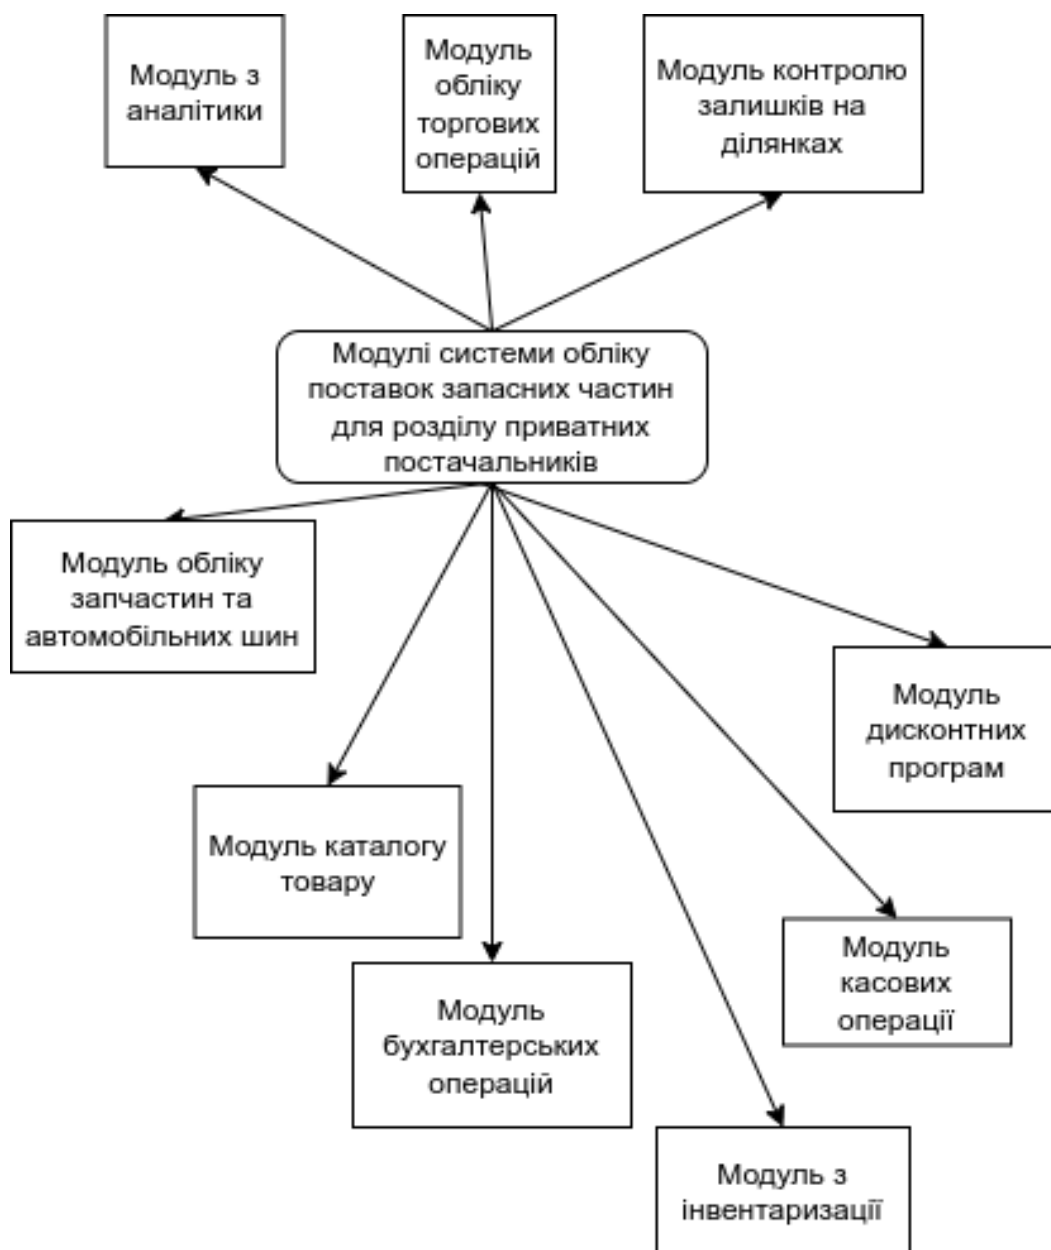 Модуль з
аналітики
Модуль
обліку
торгових
операцій
Модуль контролю
залишків на
ділянках
Модулі системи обліку
поставок запасних частин
для розділу приватних
постачальників
Модуль обліку
запчастин та
автомобільних шин
Модуль
дисконтних
програм
Модуль каталогу
товару
Модуль
касових
операції
Модуль
бухгалтерських
операцій
Модуль з
інвентаризації